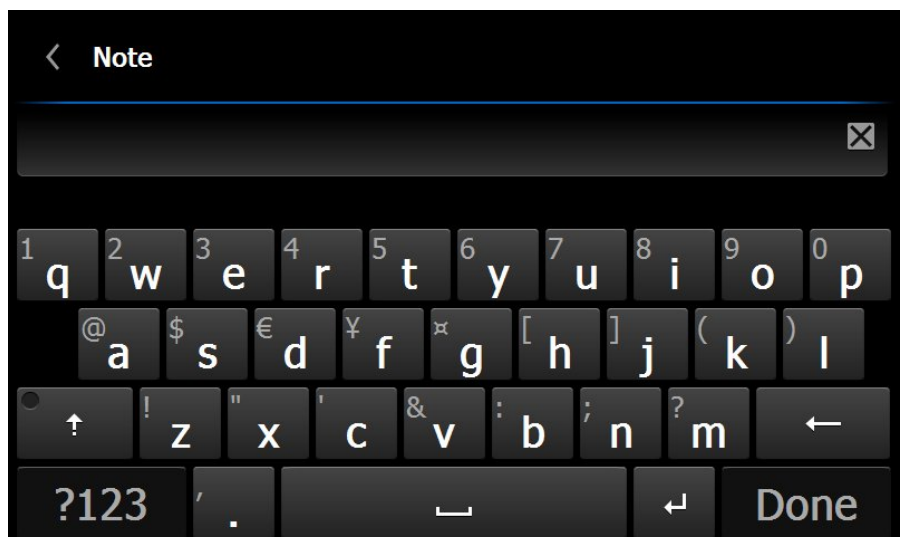 Note
1 q 2 w 3 e 4 r 5 t 6 y 7 u 8 i 9 o 0 p
@ a $ s € d ¥ f ¤ g [ h ] j ( k ) l
! z " x ' c & v : b ; n ? m
?123 , . Done